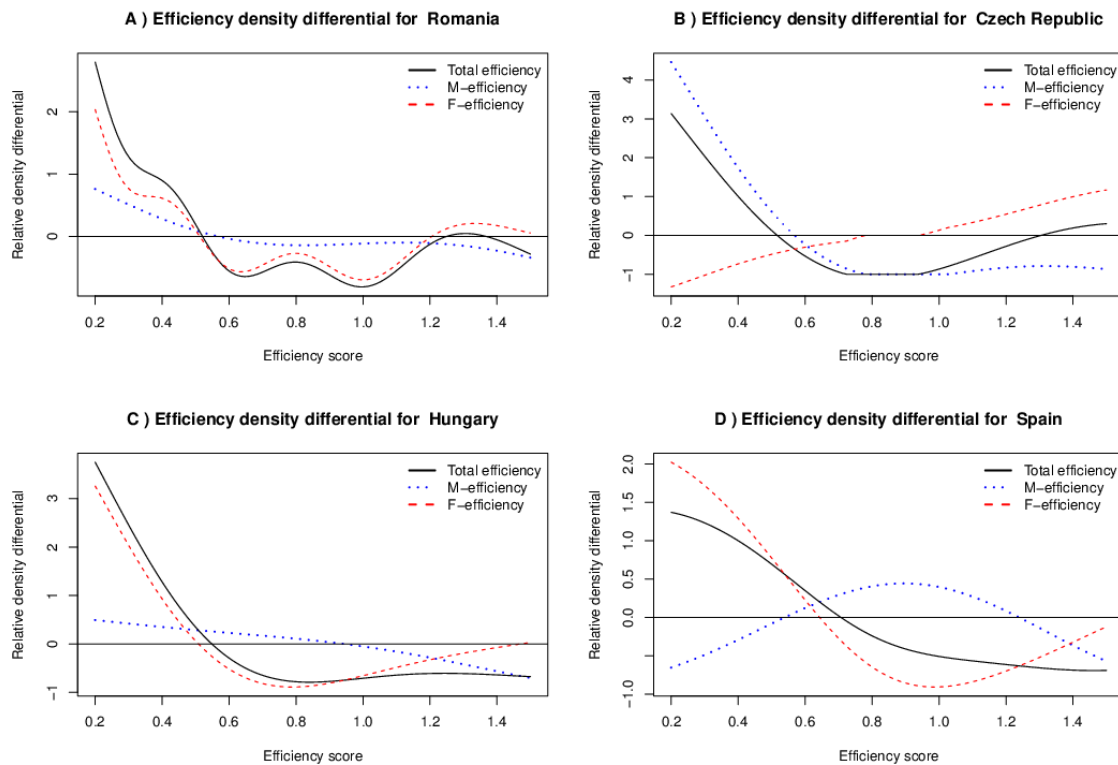 A ) Efficiency density differential for  Romania
Total efficiency
M−efficiency
F−efficiency
Relative density differential
2
1
0
0.2 0.4 0.6 0.8 1.0 1.2 1.4
Efficiency score
B ) Efficiency density differential for  Czech Republic
Total efficiency
M−efficiency
F−efficiency
Relative density differential
4
3
2
1
0
−1
0.2 0.4 0.6 0.8 1.0 1.2 1.4
Efficiency score
C ) Efficiency density differential for  Hungary
Total efficiency
M−efficiency
F−efficiency
Relative density differential
3
2
1
0
−1
0.2 0.4 0.6 0.8 1.0 1.2 1.4
Efficiency score
D ) Efficiency density differential for  Spain
Total efficiency
M−efficiency
F−efficiency
Relative density differential
2.0
1.5
1.0
0.5
0.0
−1.0
0.2 0.4 0.6 0.8 1.0 1.2 1.4
Efficiency score